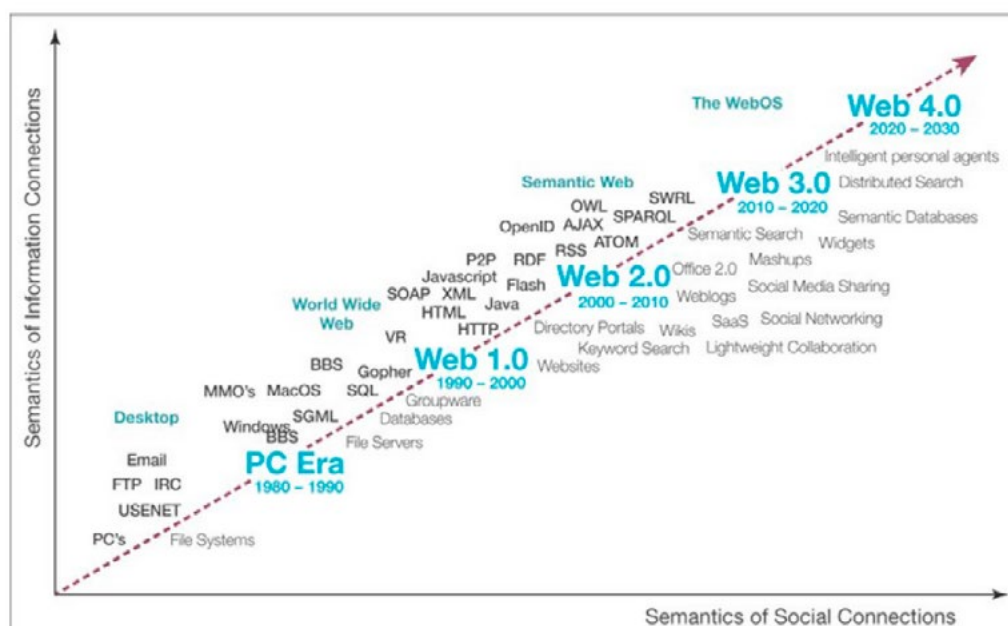 The WebOS
Web 4.0
2020 – 2030
Intelligent personal agents
Semantic Web
Web 3.0
2010 – 2020
Distributed Search
SWRL
OWL
SPARQL
Semantic Databases
OpenID
AJAX
Semantic Search
Widgets
ATOM
RSS
Mashups
P2P
RDF
Web 2.0
2000 – 2010
Office 2.0
Javascript
Flash
Social Media Sharing
SOAP
XML
Weblogs
World Wide
Web
Java
HTML
SaaS
Social Networking
HTTP
Directory Portals
Wikis
VR
Keyword Search
Lightweight Collaboration
Web 1.0
1990 – 2000
Websites
BBS
Gopher
MMO's
MacOS
SQL
Groupware
Desktop
SGML
Databases
Windows
BBS
File Servers
Email
PC Era
1980 – 1990
FTP
IRC
USENET
PC's
File Systems
Semantics of Information Connections
Semantics of Social Connections